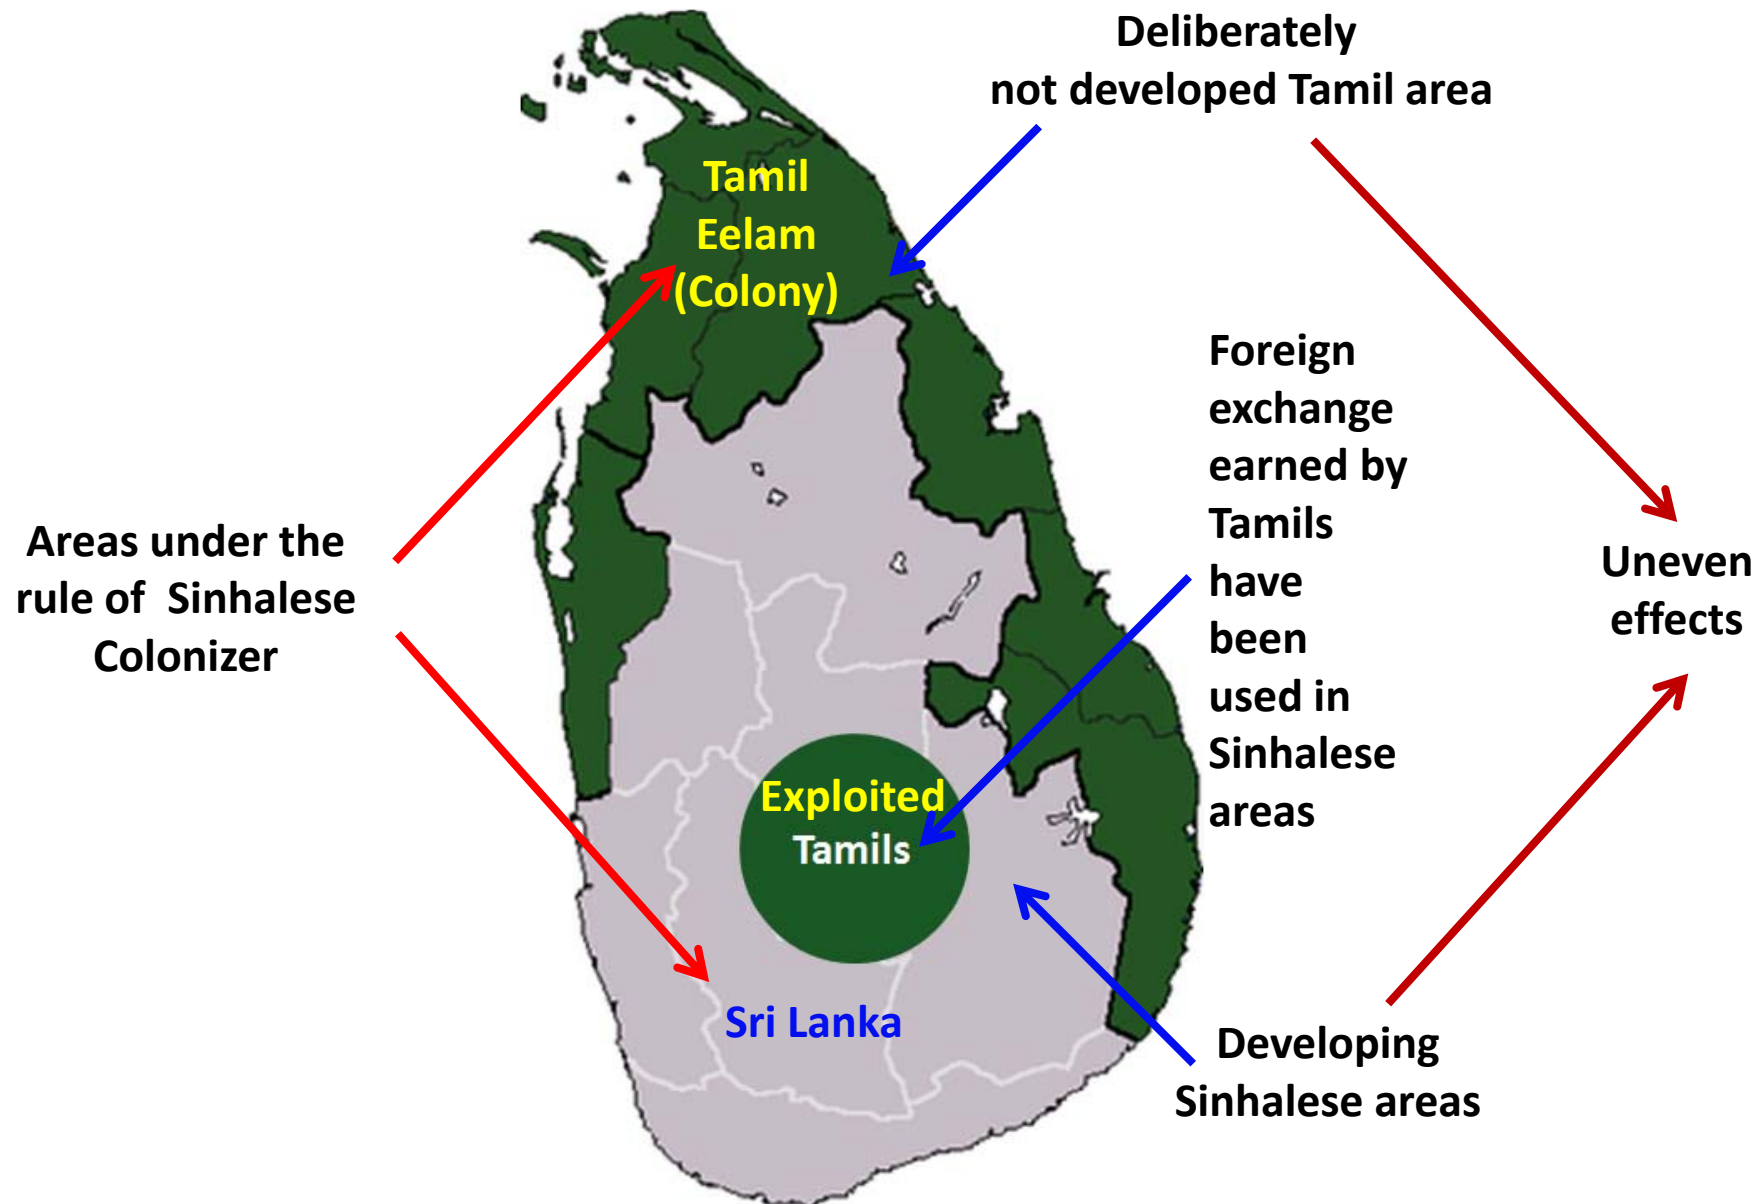 Deliberately
not developed Tamil area
Tamil
Eelam
(Colony)
Foreign
exchange
earned by
Tamils
have
been
used in
Sinhalese
areas
Areas under the
rule of Sinhalese
Colonizer
Uneven
effects
Exploited
Tamils
Sri Lanka
Developing
Sinhalese areas